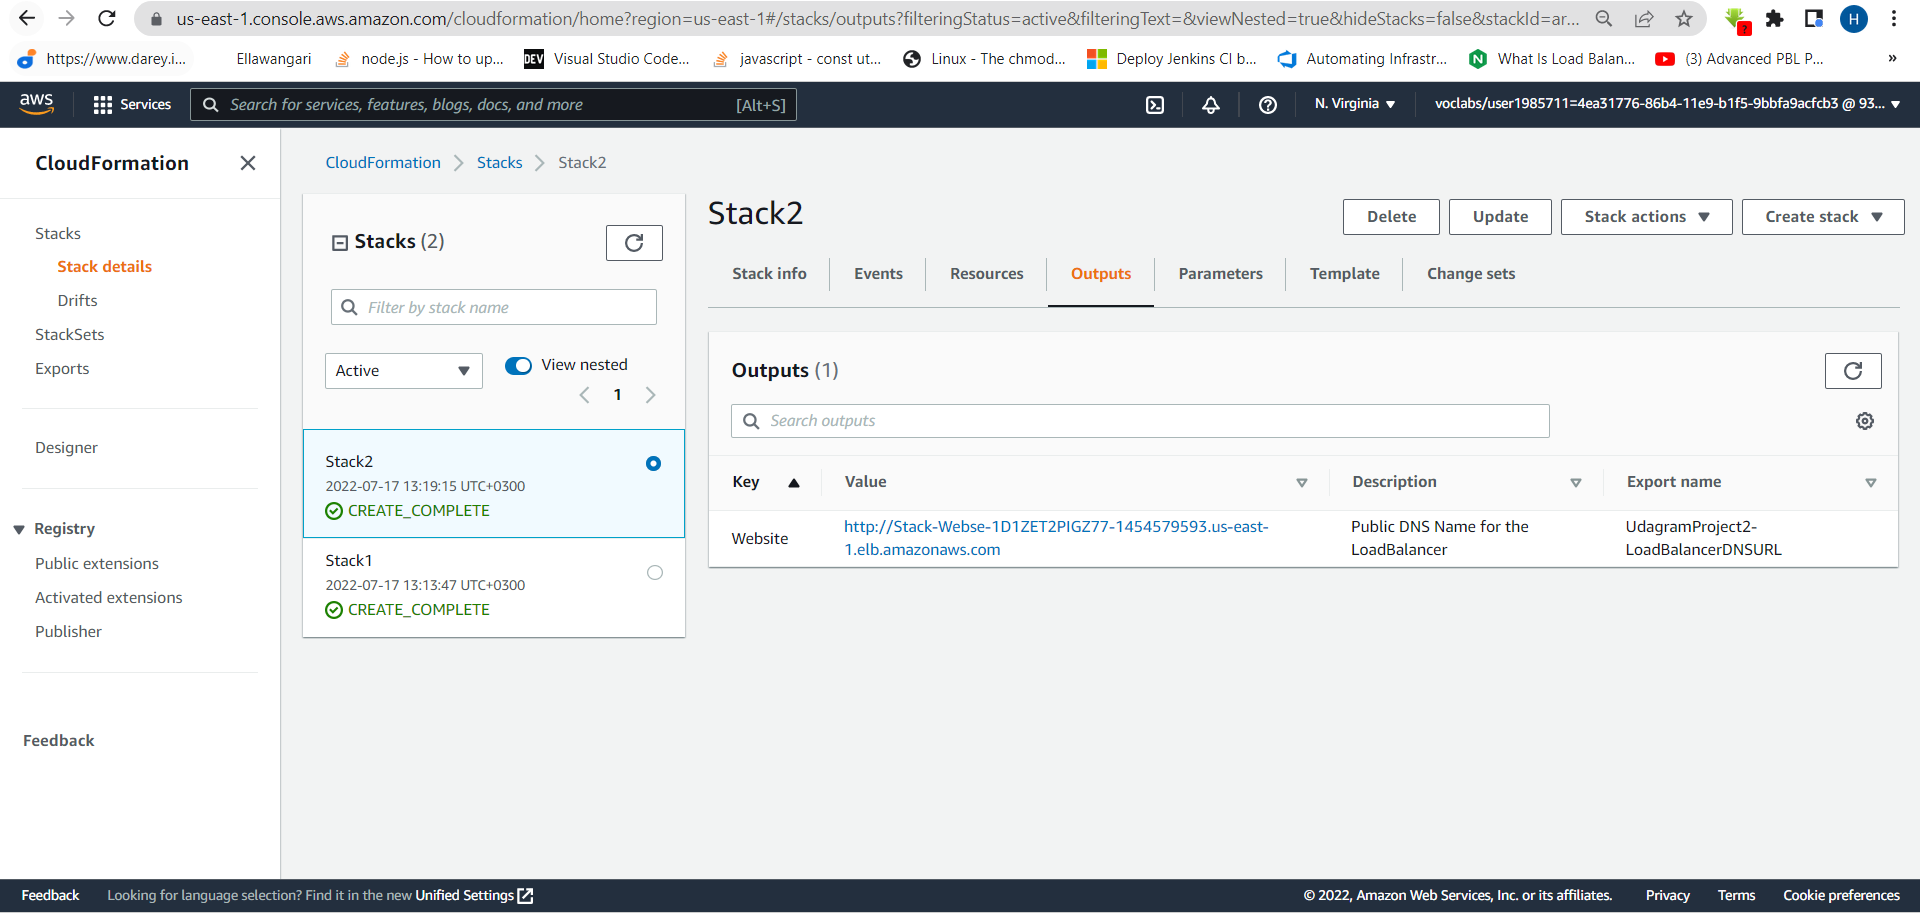 us-east-1.console.aws.amazon.com/cloudformation/home?region=us-east-1#/stacks/outputs?filteringStatus=active&filteringText=&viewNested=true&hideStacks=false&stackId=ar...
?
H
https://www.darey.i...
Ellawangari
node.js - How to up...
DEV
Visual Studio Code...
javascript - const ut...
Linux - The chmod...
Deploy Jenkins CI b...
Automating Infrastr...
N
What Is Load Balan...
(3) Advanced PBL P...
»
aws
Services
Search for services, features, blogs, docs, and more
[Alt+S]
N. Virginia
voclabs/user1985711=4ea31776-86b4-11e9-b1f5-9bbfa9acfcb3 @ 93...
CloudFormation
Stacks
Stack details
Drifts
StackSets
Exports
Designer
Registry
Public extensions
Activated extensions
Publisher
Feedback
CloudFormation
Stacks
Stack2
Stacks (2)
Filter by stack name
Active
View nested
1
Stack2
2022-07-17 13:19:15 UTC+0300
CREATE_COMPLETE
Stack1
2022-07-17 13:13:47 UTC+0300
CREATE_COMPLETE
Stack2
Delete
Update
Stack actions
Create stack
Stack info
Events
Resources
Outputs
Parameters
Template
Change sets
Outputs (1)
Search outputs
Key
Value
Description
Export name
Website
http://Stack-Webse-1D1ZET2PIGZ77-1454579593.us-east-
1.elb.amazonaws.com
Public DNS Name for the
LoadBalancer
UdagramProject2-
LoadBalancerDNSURL
Feedback
Looking for language selection? Find it in the new Unified Settings
© 2022, Amazon Web Services, Inc. or its affiliates.
Privacy
Terms
Cookie preferences